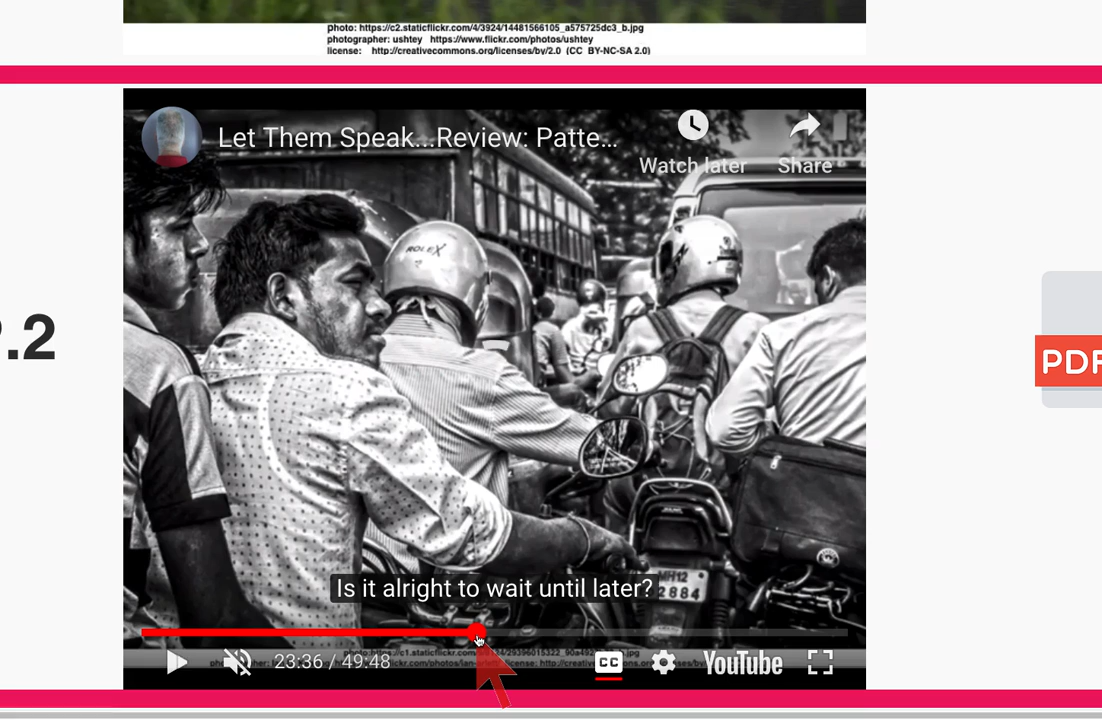 photo: https://c2.staticflickr.com/4/3924/14481566105_a575725dc3_b.jpg
photographer: ushtey https://www.flickr.com/photos/ushtey
license: http://creativecommons.org/licenses/by/2.0 (CC BY-NC-SA 2.0)
Let Them Speak...Review: Patte...
Watch later
Share
ROLEX
.2
PDF
Is it alright to wait until later?
MH12
2884
23:36 / 49:48
CC
YouTube